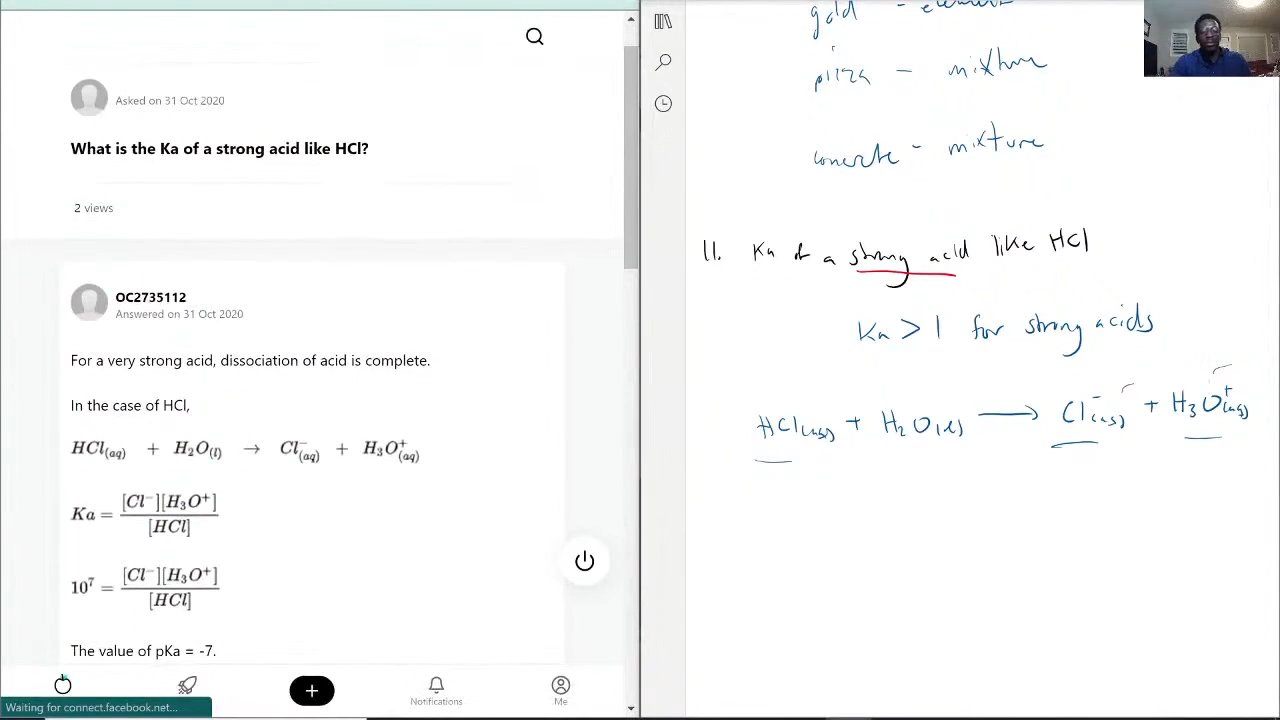 Asked on 31 Oct 2020
What is the Ka of a strong acid like HCl?
2 views
OC2735112
Answered on 31 Oct 2020
For a very strong acid, dissociation of acid is complete.
In the case of HCl,
HCl(aq) + H2O(l) → Cl−(aq) + H3O+(aq)
Ka = [Cl−][H3O+] / [HCl]
10^7 = [Cl−][H3O+] / [HCl]
The value of pKa = -7.
Notifications
Me
Waiting for connect.facebook.net...
gold - element
pizza - mixture
concrete - mixture
11. Ka of a strong acid like HCl
Ka > 1 for strong acids
HCl(aq) + H2O(l) → Cl−(aq) + H3O+(aq)